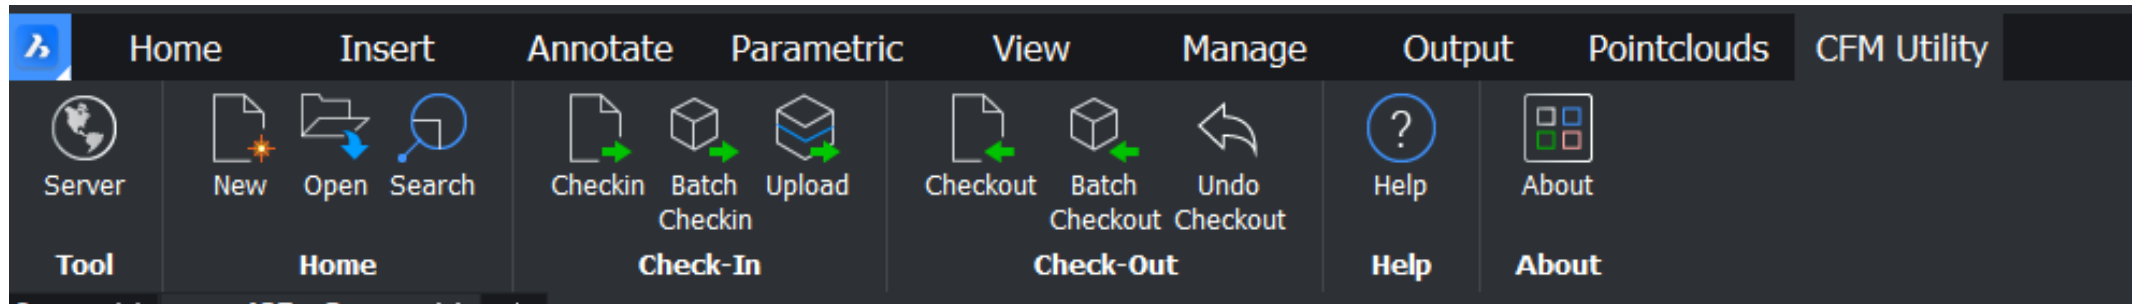 Home Insert Annotate Parametric View Manage Output Pointclouds CFM Utility
Server New Open Search Checkin Batch Checkin Upload Checkout Batch Checkout Undo Checkout Help About
Tool Home Check-In Check-Out Help About